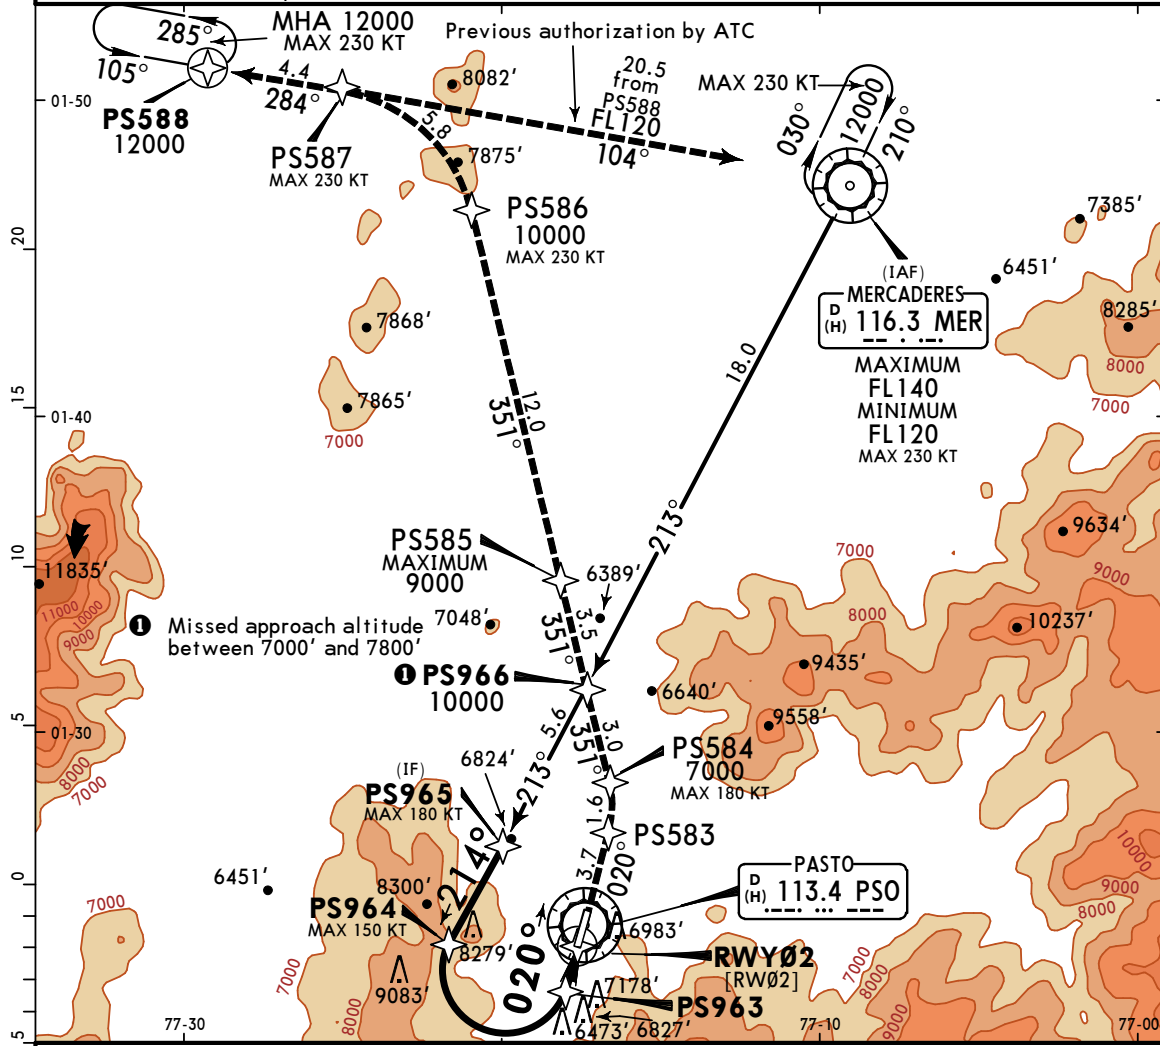 285°
MHA 12000
MAX 230 KT
105°
PS588
12000
4.4
284°
PS587
MAX 230 KT
5.8
8082'
7875'
Previous authorization by ATC
20.5
from
PS588
FL120
104°
MAX 230 KT
030°
12000
210°
01-50
PS586
10000
MAX 230 KT
7385'
6451'
8285'
8000
7000
(IAF)
MERCADERES
D
(H) 116.3 MER
MAXIMUM
FL140
MINIMUM
FL120
MAX 230 KT
20
7868'
7865'
7000
18.0
213°
12.0
351°
15
01-40
PS585
MAXIMUM
9000
6389'
3.5
351°
7048'
10
11835'
11000
10000
9000
1 Missed approach altitude
between 7000' and 7800'
1 PS966
10000
7000
9634'
9000
8000
10237'
9435'
6640'
9558'
5
01-30
8000
7000
5.6
213°
3.0
351°
PS584
7000
MAX 180 KT
6824'
(IF)
PS965
MAX 180 KT
1.6
PS583
214°
3.7
020°
10000
9000
8000
0
6451'
7000
8300'
PS964
MAX 150 KT
8279'
9083'
7000
8000
020°
PASTO
D
(H) 113.4 PSO
6983'
RWY02
[RW02]
7178'
PS963
6473'
6827'
7000
8000
9000
5
77-30
77-10
77-00